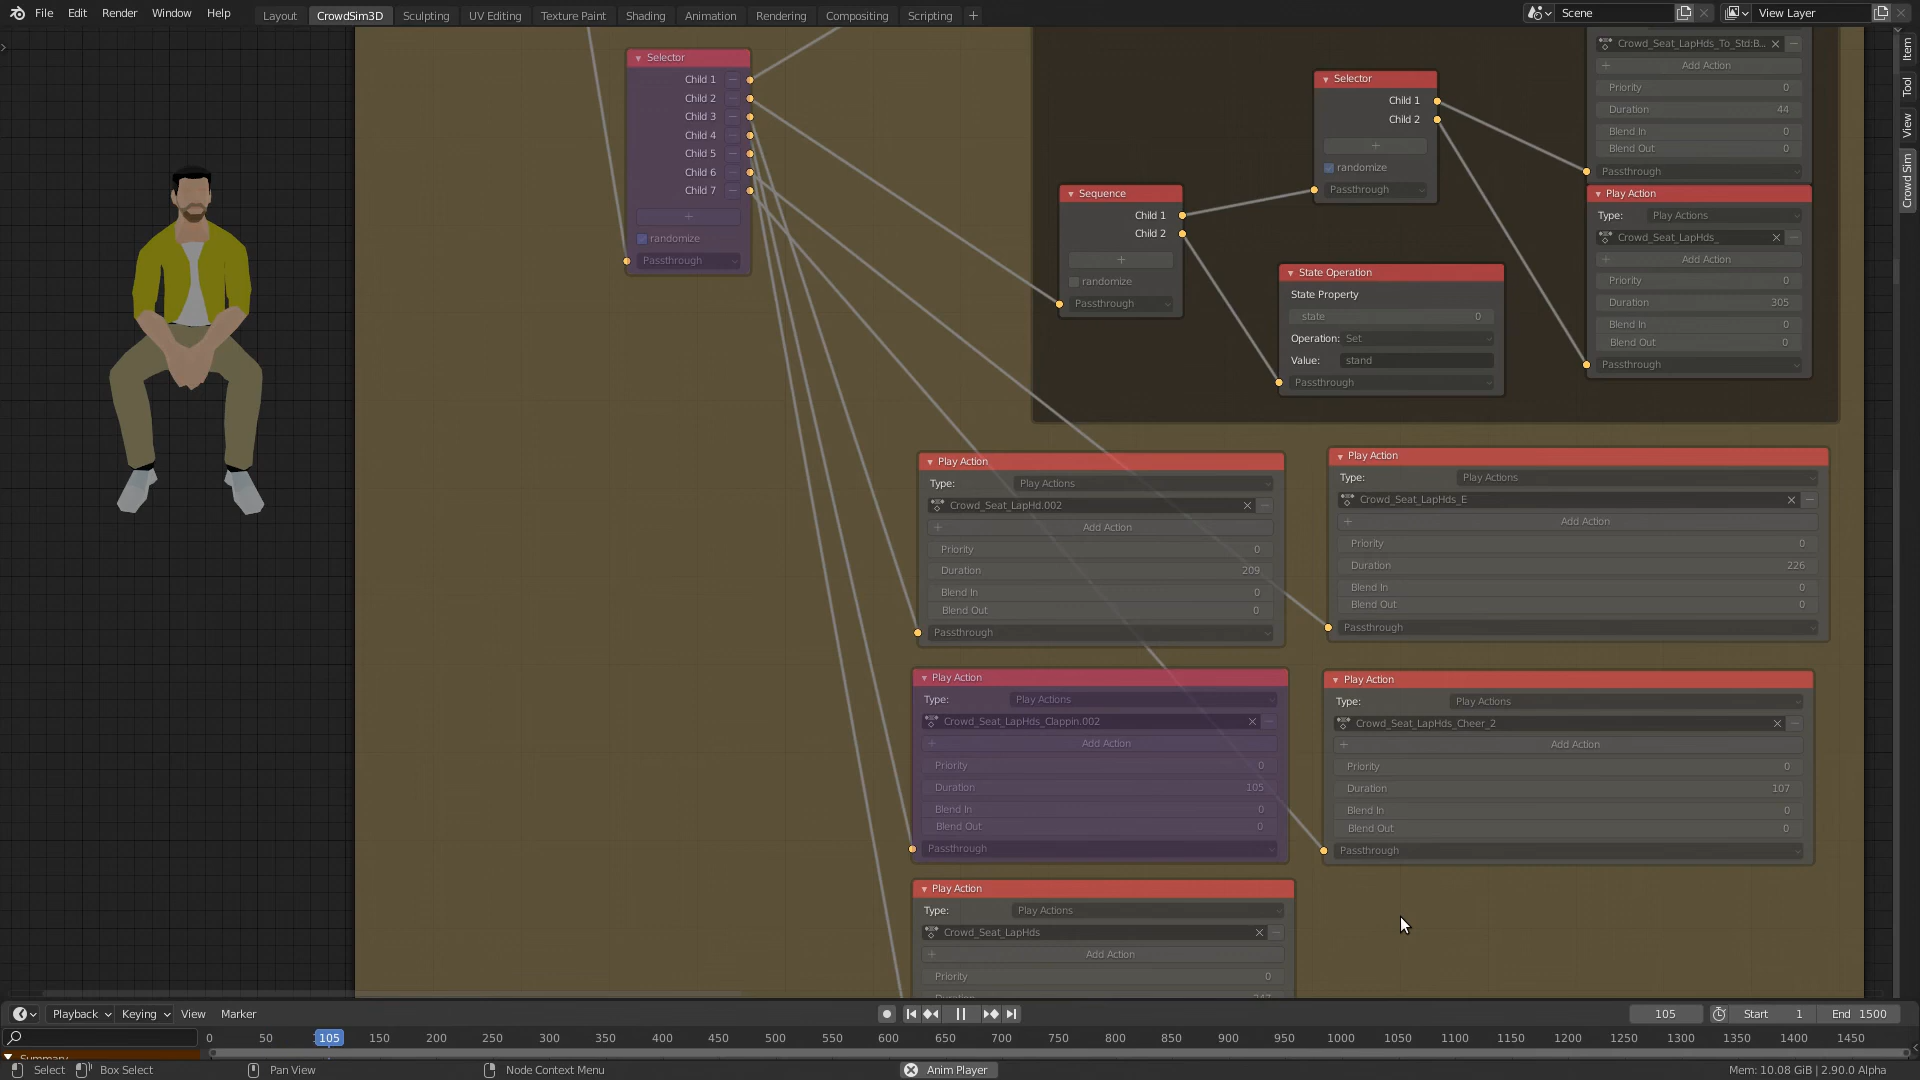 File Edit Render Window Help
Layout CrowdSim3D Sculpting UV Editing Texture Paint Shading Animation Rendering Compositing Scripting
Scene
View Layer
Item
Tool
View
Crowd Sim
Selector
Child 1
Child 2
Child 3
Child 4
Child 5
Child 6
Child 7
randomize
Passthrough
Crowd_Seat_LapHds_To_Std:B...
Add Action
Priority 0
Duration 44
Blend In 0
Blend Out 0
Passthrough
Selector
Child 1
Child 2
randomize
Passthrough
Sequence
Child 1
Child 2
randomize
Passthrough
State Operation
State Property
state 0
Operation: Set
Value: stand
Passthrough
Play Action
Type: Play Actions
Crowd_Seat_LapHds_
Add Action
Priority 0
Duration 305
Blend In 0
Blend Out 0
Passthrough
Play Action
Type: Play Actions
Crowd_Seat_LapHd.002
Add Action
Priority 0
Duration 209
Blend In 0
Blend Out 0
Passthrough
Play Action
Type: Play Actions
Crowd_Seat_LapHds_E
Add Action
Priority 0
Duration 226
Blend In 0
Blend Out 0
Passthrough
Play Action
Type: Play Actions
Crowd_Seat_LapHds_Clappin.002
Add Action
Priority 0
Duration 105
Blend In 0
Blend Out 0
Passthrough
Play Action
Type: Play Actions
Crowd_Seat_LapHds_Cheer_2
Add Action
Priority 0
Duration 107
Blend In 0
Blend Out 0
Passthrough
Play Action
Type: Play Actions
Crowd_Seat_LapHds
Add Action
Priority 0
Playback Keying View Marker
105 Start 1 End 1500
0 50 105 150 200 250 300 350 400 450 500 550 600 650 700 750 800 850 900 950 1000 1050 1100 1150 1200 1250 1300 1350 1400 1450
Summary
Select Box Select Pan View Node Context Menu Anim Player Mem: 10.08 GiB | 2.90.0 Alpha